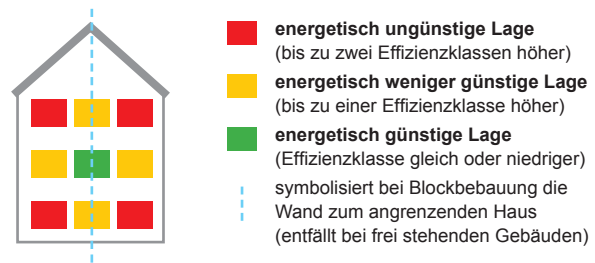 energetisch ungünstige Lage
(bis zu zwei Effizienzklassen höher)
energetisch weniger günstige Lage
(bis zu einer Effizienzklasse höher)
energetisch günstige Lage
(Effizienzklasse gleich oder niedriger)
symbolisiert bei Blockbebauung die
Wand zum angrenzenden Haus
(entfällt bei frei stehenden Gebäuden)